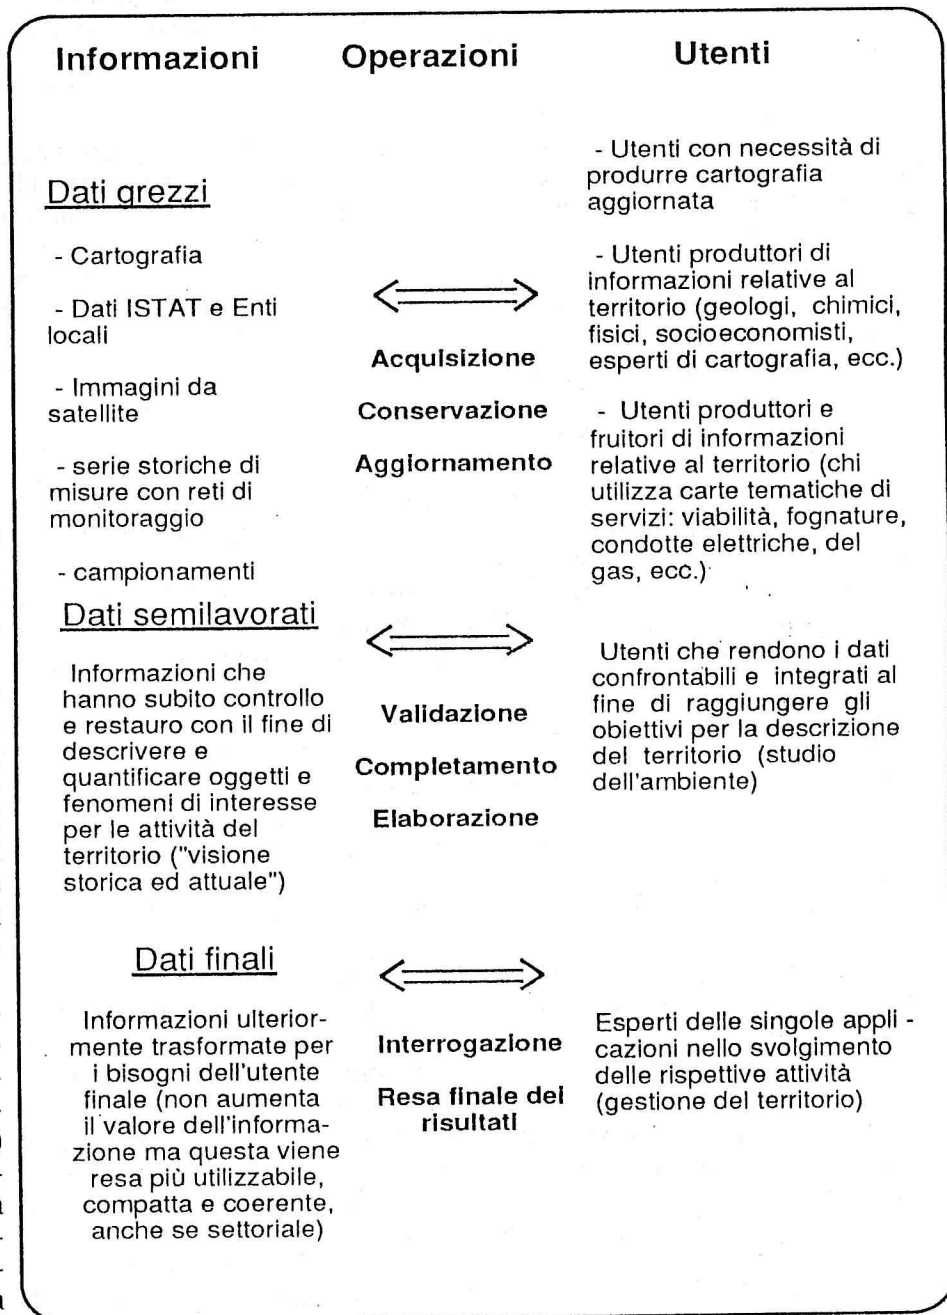 Informazioni Operazioni Utenti
Dati grezzi
- Cartografia
- Dati ISTAT e Enti
locali
- Immagini da
satellite
- serie storiche di
misure con reti di
monitoraggio
- campionamenti
Acquisizione
Conservazione
Aggiornamento
- Utenti con necessità di
produrre cartografia
aggiornata
- Utenti produttori di
informazioni relative al
territorio (geologi, chimici,
fisici, socioeconomisti,
esperti di cartografia, ecc.)
- Utenti produttori e
fruitori di informazioni
relative al territorio (chi
utilizza carte tematiche di
servizi: viabilità, fognature,
condotte elettriche, del
gas, ecc.)
Dati semilavorati
Informazioni che
hanno subito controllo
e restauro con il fine di
descrivere e
quantificare oggetti e
fenomeni di interesse
per le attività del
territorio ("visione
storica ed attuale")
Validazione
Completamento
Elaborazione
Utenti che rendono i dati
confrontabili e integrati al
fine di raggiungere gli
obiettivi per la descrizione
del territorio (studio
dell'ambiente)
Dati finali
Informazioni ulterior-
mente trasformate per
i bisogni dell'utente
finale (non aumenta
il valore dell'informa-
zione ma questa viene
resa più utilizzabile,
compatta e coerente,
anche se settoriale)
Interrogazione
Resa finale dei
risultati
Esperti delle singole appli -
cazioni nello svolgimento
delle rispettive attività
(gestione del territorio)